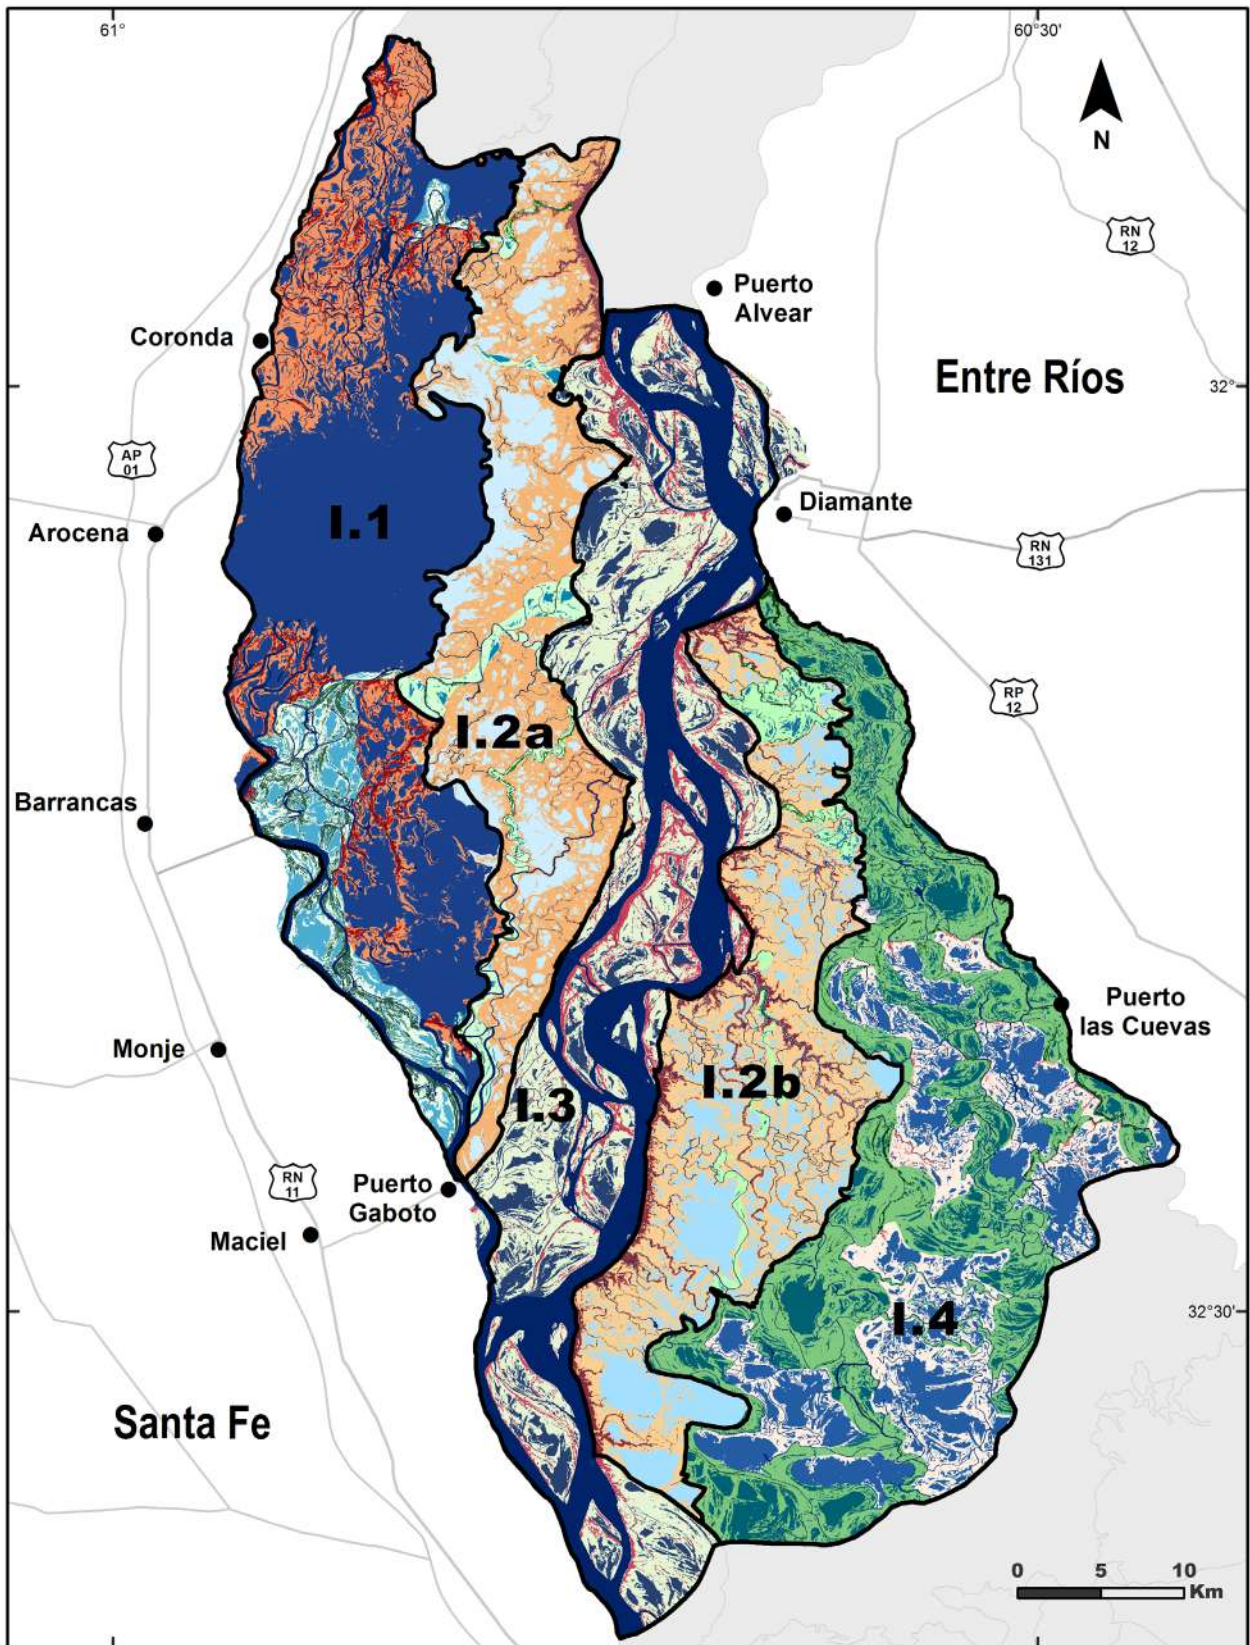 61°
60°30'
N
RN
12
Puerto
Alvear
Coronda
Entre Ríos
32°
AP
01
Diamante
I.1
Arocena
RN
131
RP
12
I.2a
Barrancas
Puerto
las Cuevas
Monje
I.2b
I.3
RN
11
Puerto
Gaboto
Maciel
32°30'
I.4
Santa Fe
0 5 10
Km